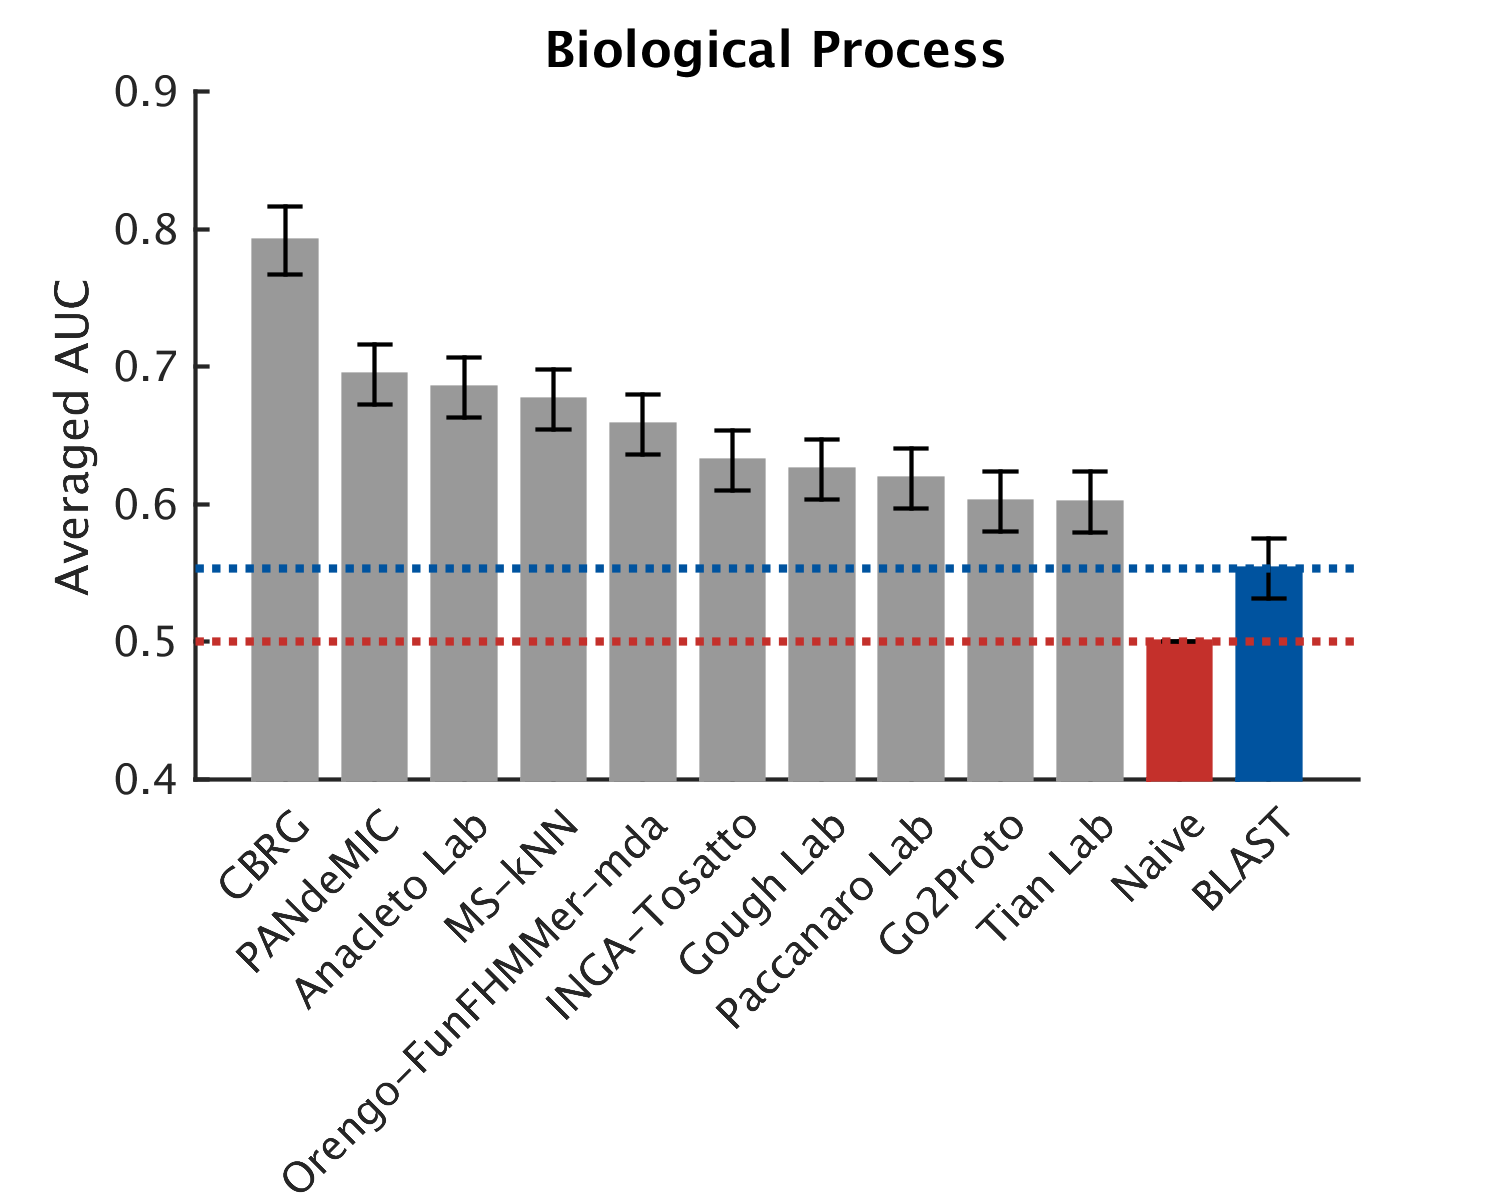 Biological Process
Averaged AUC
0.9
0.8
0.7
0.6
0.5
0.4
CBRG
PANdeMIC
Anacleto Lab
MS-kNN
Orengo-FunFHMMer-mda
INGA-Tosatto
Gough Lab
Paccanaro Lab
Go2Proto
Tian Lab
Naive
BLAST